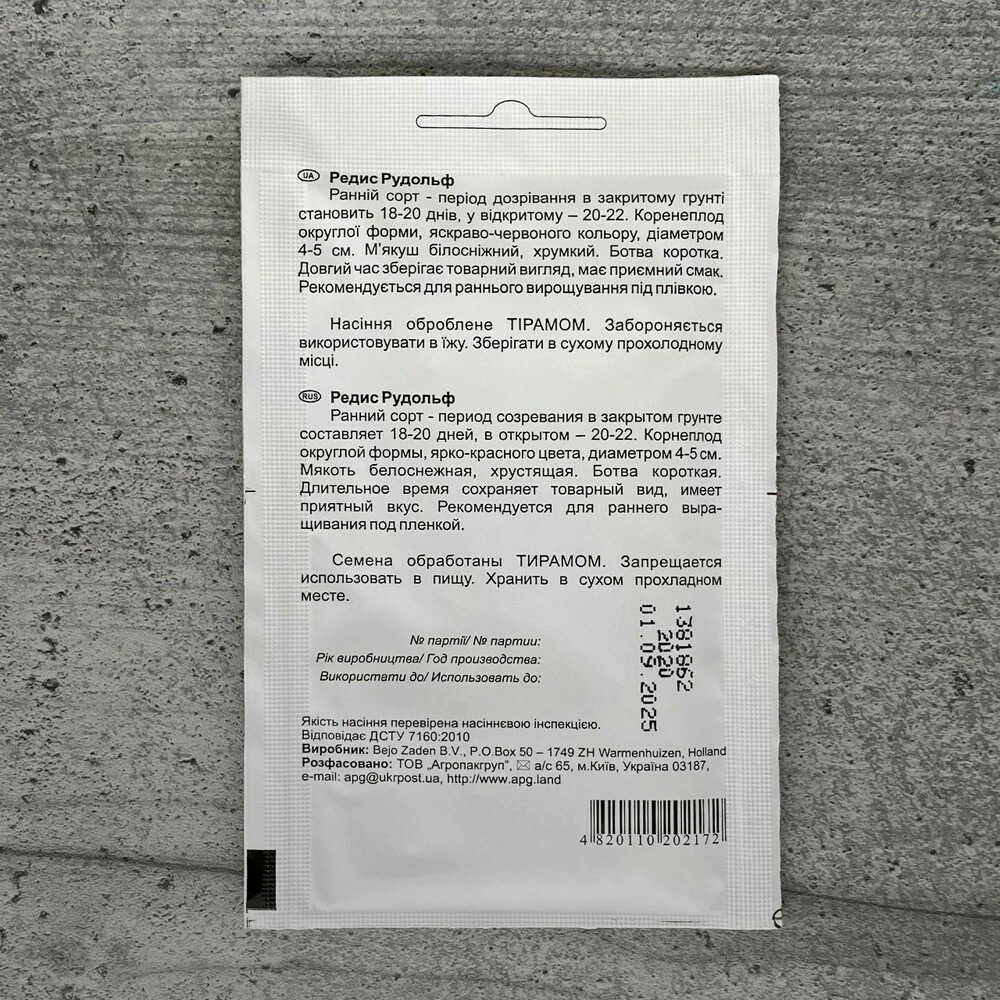 UA Редис Рудольф
Ранній сорт - період дозрівання в закритому грунті
становить 18-20 днів, у відкритому – 20-22. Коренеплод
округлої форми, яскраво-червоного кольору, діаметром
4-5 см. М'якуш білосніжний, хрумкий. Ботва коротка.
Довгий час зберігає товарний вигляд, має приємний смак.
Рекомендується для раннього вирощування під плівкою.
Насіння оброблене ТІРАМОМ. Забороняється
використовувати в їжу. Зберігати в сухому прохолодному
місці.
RUS Редис Рудольф
Ранний сорт - период созревания в закрытом грунте
составляет 18-20 дней, в открытом – 20-22. Корнеплод
округлой формы, ярко-красного цвета, диаметром 4-5 см.
Мякоть белоснежная, хрустящая. Ботва короткая.
Длительное время сохраняет товарный вид, имеет
приятный вкус. Рекомендуется для раннего выра-
щивания под пленкой.
Семена обработаны ТИРАМОМ. Запрещается
использовать в пищу. Хранить в сухом прохладном
месте.
№ партії/ № партии:
Рік виробництва/ Год производства:
Використати до/ Использовать до:
1381862
2020
01.09.2025
Якість насіння перевірена насіннєвою інспекцією.
Відповідає ДСТУ 7160:2010
Виробник: Bejo Zaden B.V., P.O.Box 50 – 1749 ZH Warmenhuizen, Holland
Розфасовано: ТОВ „Агропакгруп", а/с 65, м.Київ, Україна 03187,
e-mail: apg@ukrpost.ua, http://www.apg.land
4 820110 202172